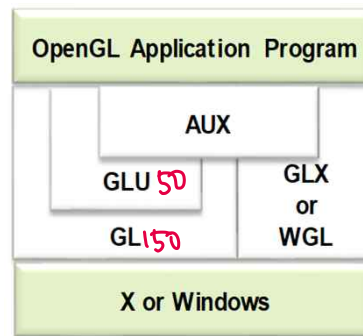 OpenGL Application Program
AUX
GLU 50
GLX
or
WGL
GL 150
X or Windows